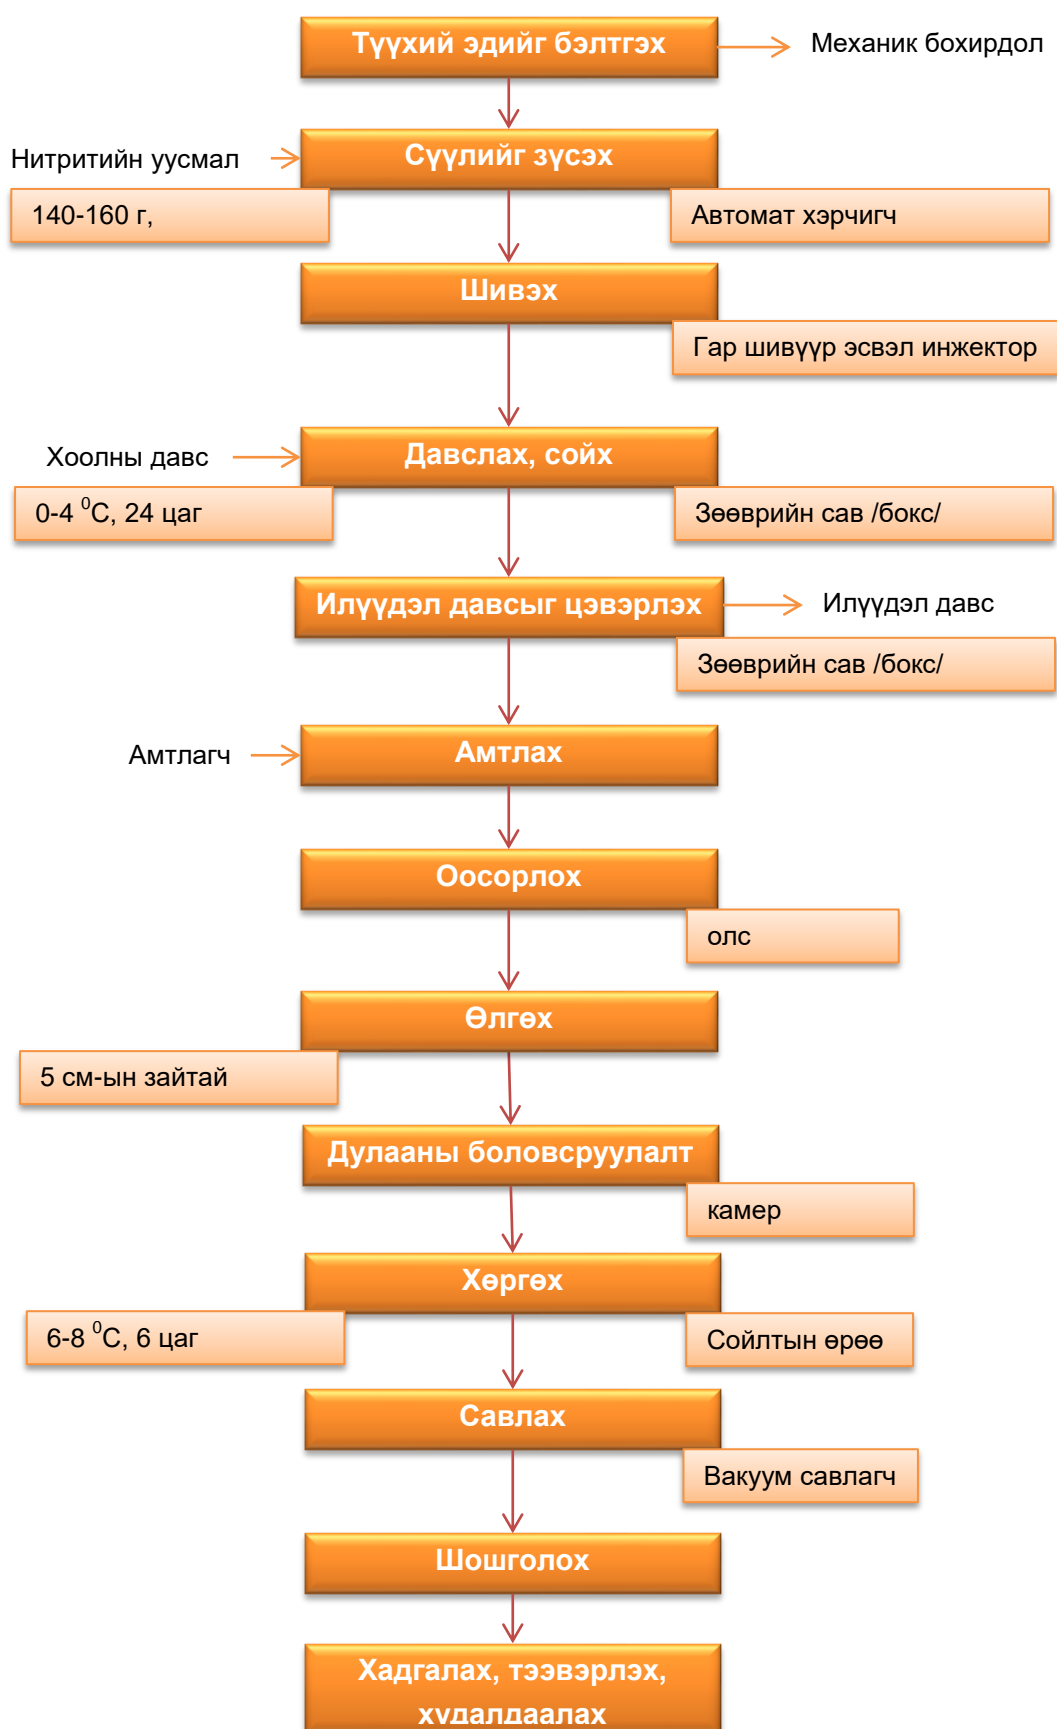 Түүхий эдийг бэлтгэх
Механик бохирдол
Нитритийн уусмал
Сүүлийг зүсэх
140-160 г,
Автомат хэрчигч
Шивэх
Гар шивүүр эсвэл инжектор
Хоолны давс
Давслах, сойх
0-4 ⁰С, 24 цаг
Зөөврийн сав /бокс/
Илүүдэл давсыг цэвэрлэх
Илүүдэл давс
Зөөврийн сав /бокс/
Амтлагч
Амтлах
Оосорлох
олс
Өлгөх
5 см-ын зайтай
Дулааны боловсруулалт
камер
Хөргөх
6-8 ⁰С, 6 цаг
Сойлтын өрөө
Савлах
Вакуум савлагч
Шошголох
Хадгалах, тээвэрлэх,
худалдаалах